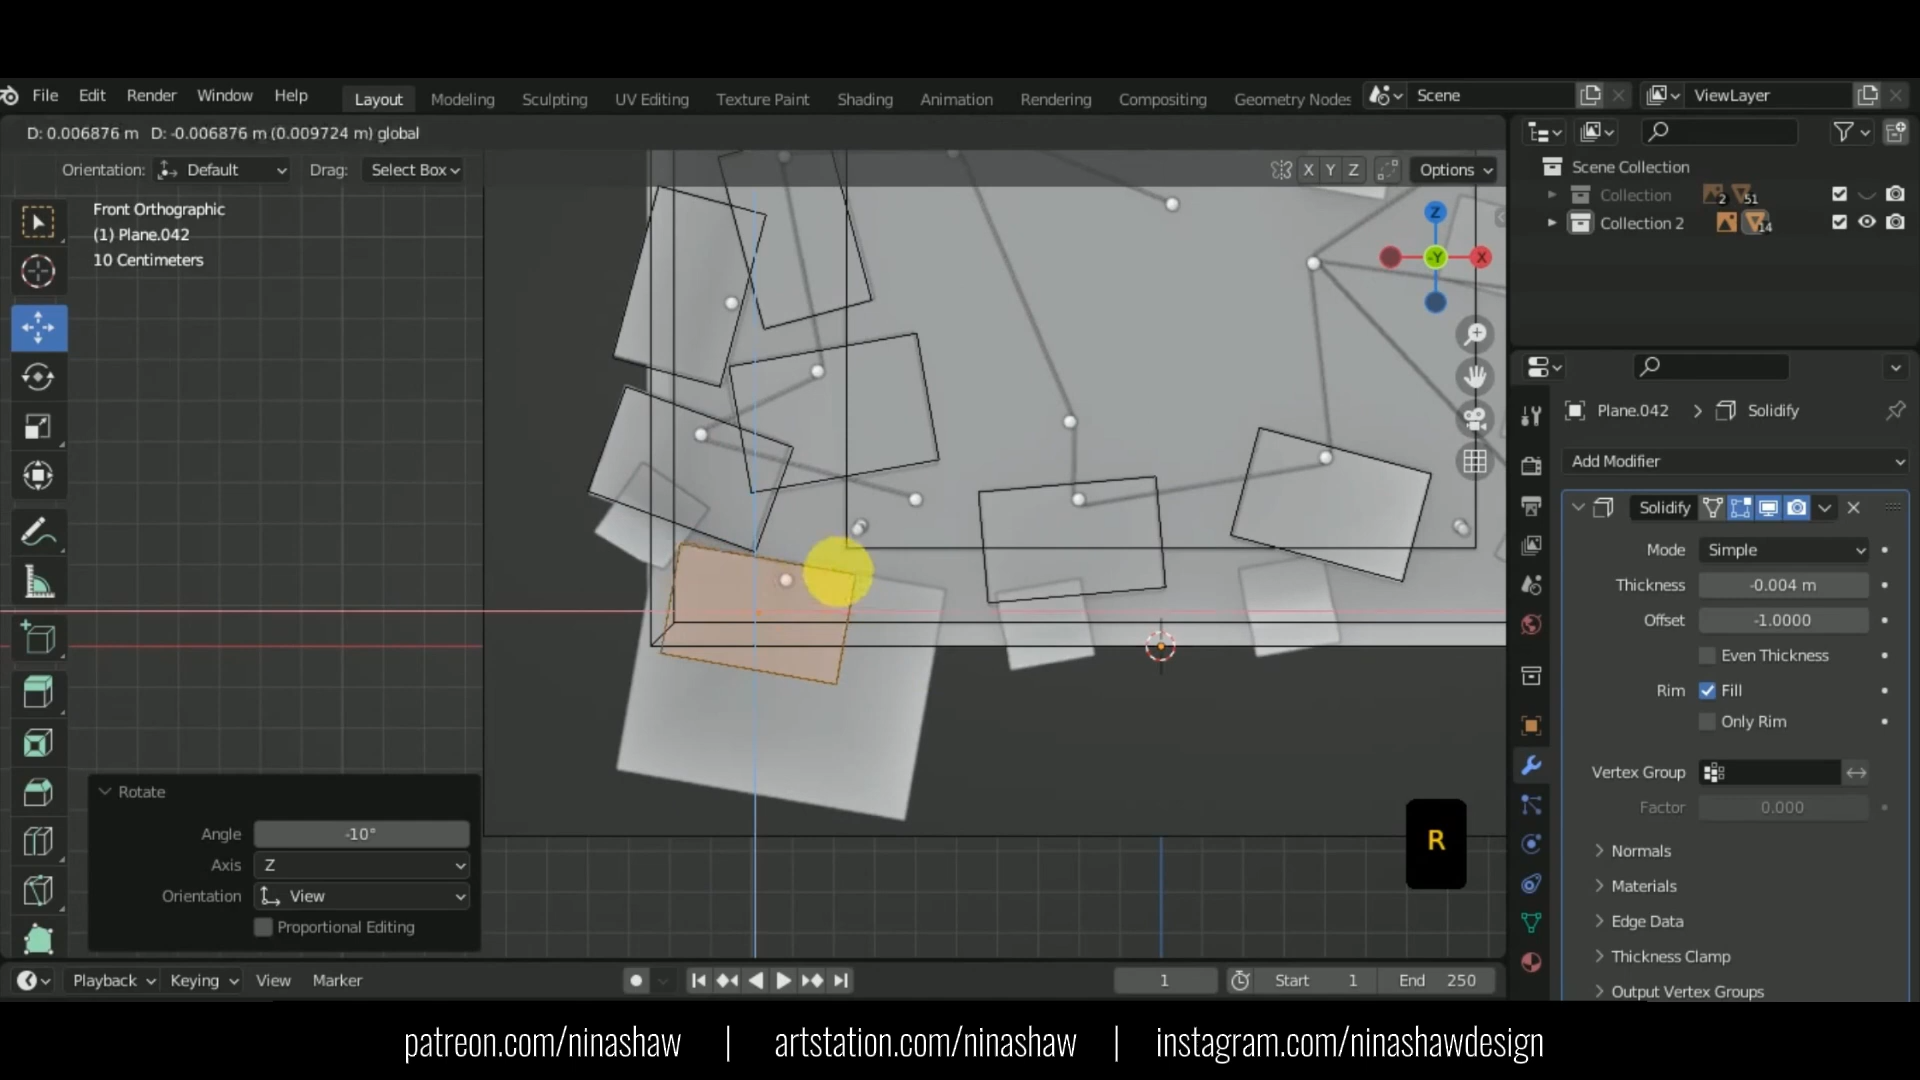 File Edit Render Window Help Layout Modeling Sculpting UV Editing Texture Paint Shading Animation Rendering Compositing Geometry Nodes Scene ViewLayer
D: 0.006876 m D: -0.006876 m (0.009724 m) global
Orientation: Default Drag: Select Box X Y Z Options
Scene Collection
Collection 2 51
Collection 2 14
Front Orthographic
(1) Plane.042
10 Centimeters
Z
-Y X
Plane.042 > Solidify
Add Modifier
Solidify
Mode Simple
Thickness -0.004 m
Offset -1.0000
Even Thickness
Rim Fill
Only Rim
Vertex Group
Factor 0.000
Normals
Materials
Edge Data
Thickness Clamp
Output Vertex Groups
Rotate
Angle -10°
Axis Z
Orientation View
Proportional Editing
R
Playback Keying View Marker 1 Start 1 End 250
patreon.com/ninashaw | artstation.com/ninashaw | instagram.com/ninashawdesign